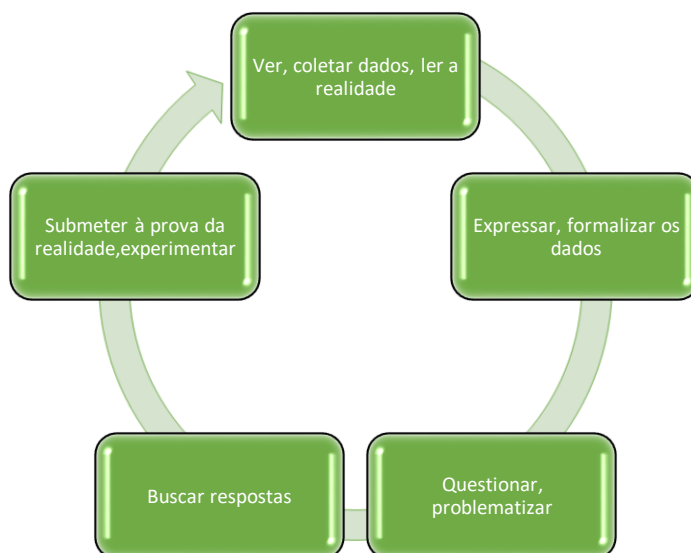 Ver, coletar dados, ler a
realidade
Expressar, formalizar os
dados
Questionar,
problematizar
Buscar respostas
Submeter à prova da
realidade,experimentar